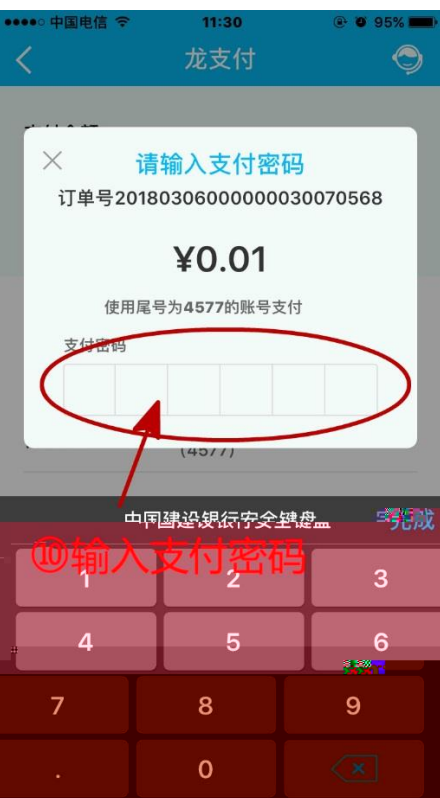 中国电信 11:30 95%
龙支付
请输入支付密码
订单号20180306000000030070568
¥0.01
使用尾号为4577的账号支付
支付密码
(4577)
中国建设银行安全键盘 完成
⑩输入支付密码
1 2 3
4 5 6
7 8 9
. 0